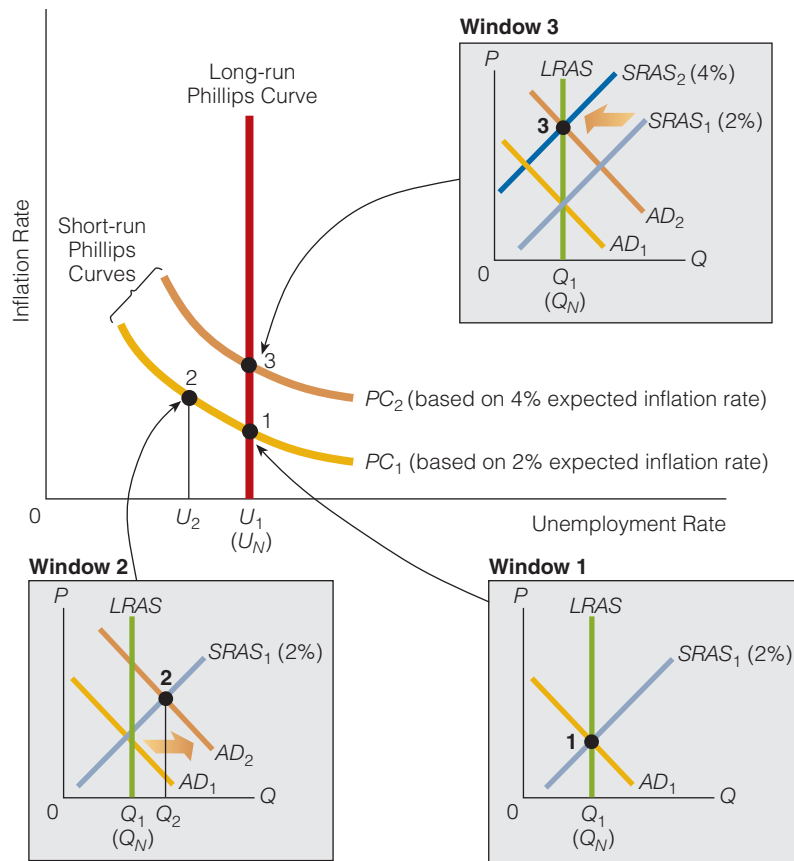 Window 3
P
LRAS
SRAS2 (4%)
SRAS1 (2%)
3
AD2
AD1
0
Q
Q1
(QN)
Inflation Rate
Long-run
Phillips Curve
Short-run
Phillips
Curves
3
2
1
PC2 (based on 4% expected inflation rate)
PC1 (based on 2% expected inflation rate)
0
U2
U1
(UN)
Unemployment Rate
Window 2
P
LRAS
SRAS1 (2%)
2
AD2
AD1
0
Q1
(QN)
Q2
Q
Window 1
P
LRAS
SRAS1 (2%)
1
AD1
0
Q1
(QN)
Q